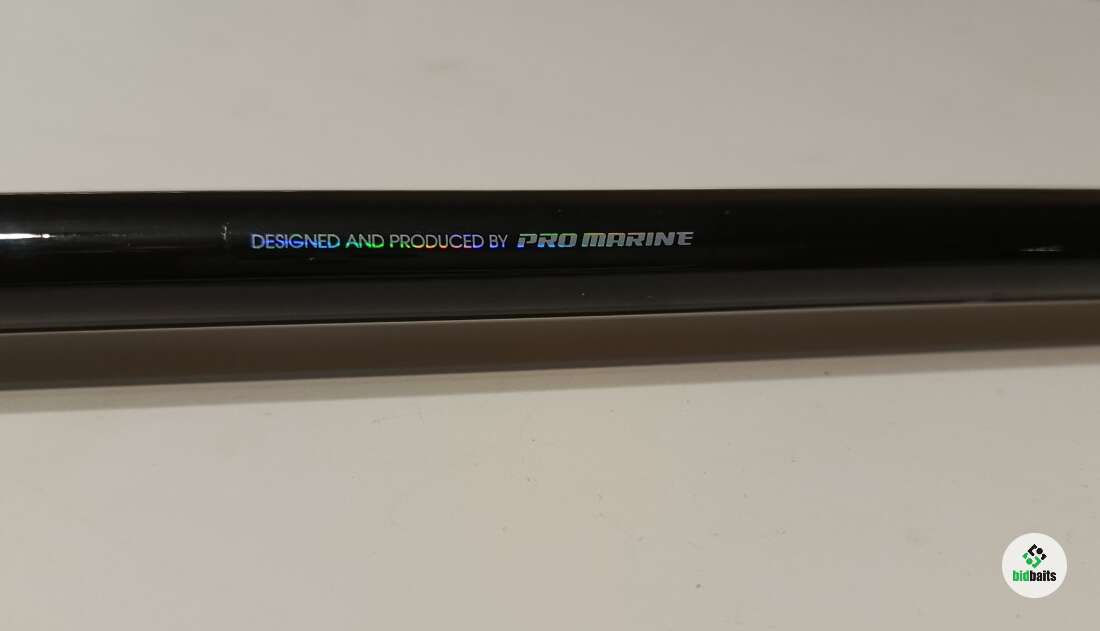 DESIGNED AND PRODUCED BY PRO MARINE
bidbaits